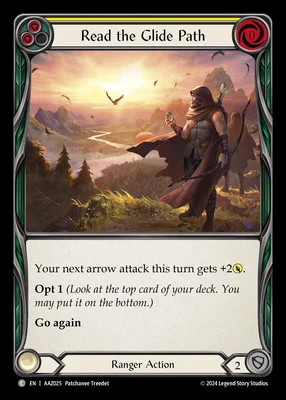 Read the Glide Path
Your next arrow attack this turn gets +2.
Opt 1 (Look at the top card of your deck. You
may put it on the bottom.)
Go again
Ranger Action
2
C EN | AAZ025 Patchanee Treedet
© 2024 Legend Story Studios